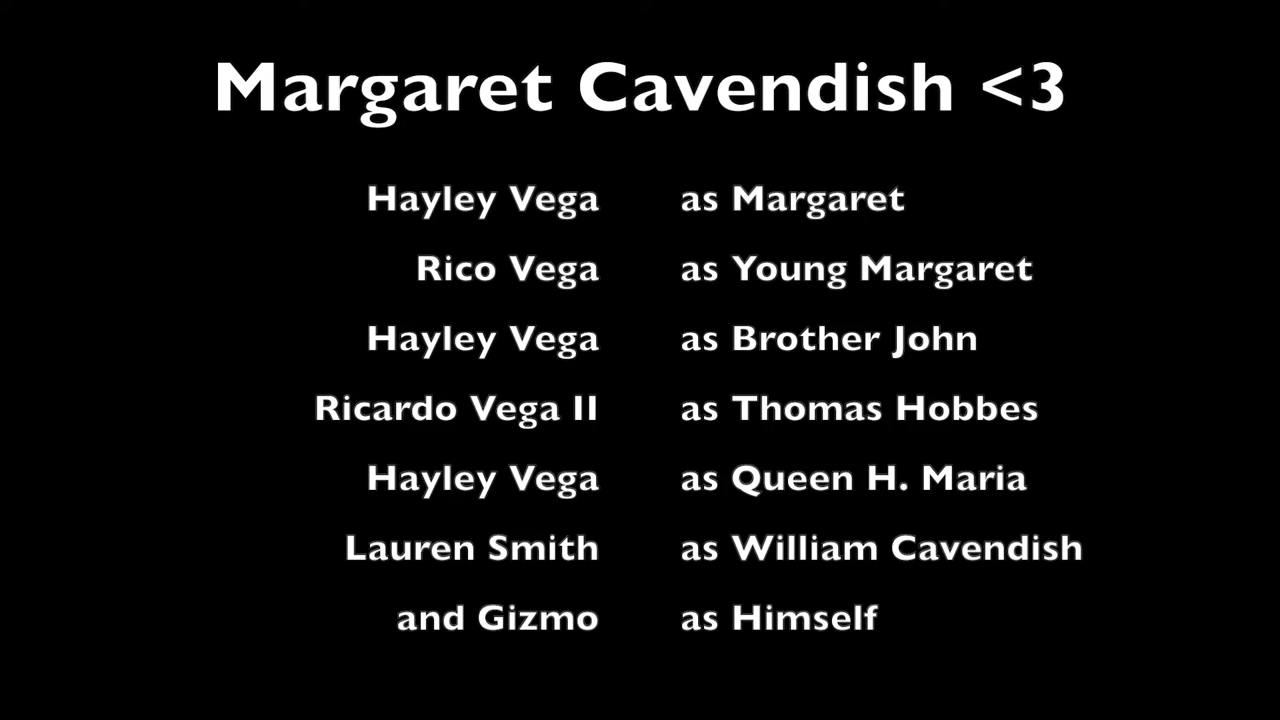 Margaret Cavendish <3
Hayley Vega as Margaret
Rico Vega as Young Margaret
Hayley Vega as Brother John
Ricardo Vega II as Thomas Hobbes
Hayley Vega as Queen H. Maria
Lauren Smith as William Cavendish
and Gizmo as Himself